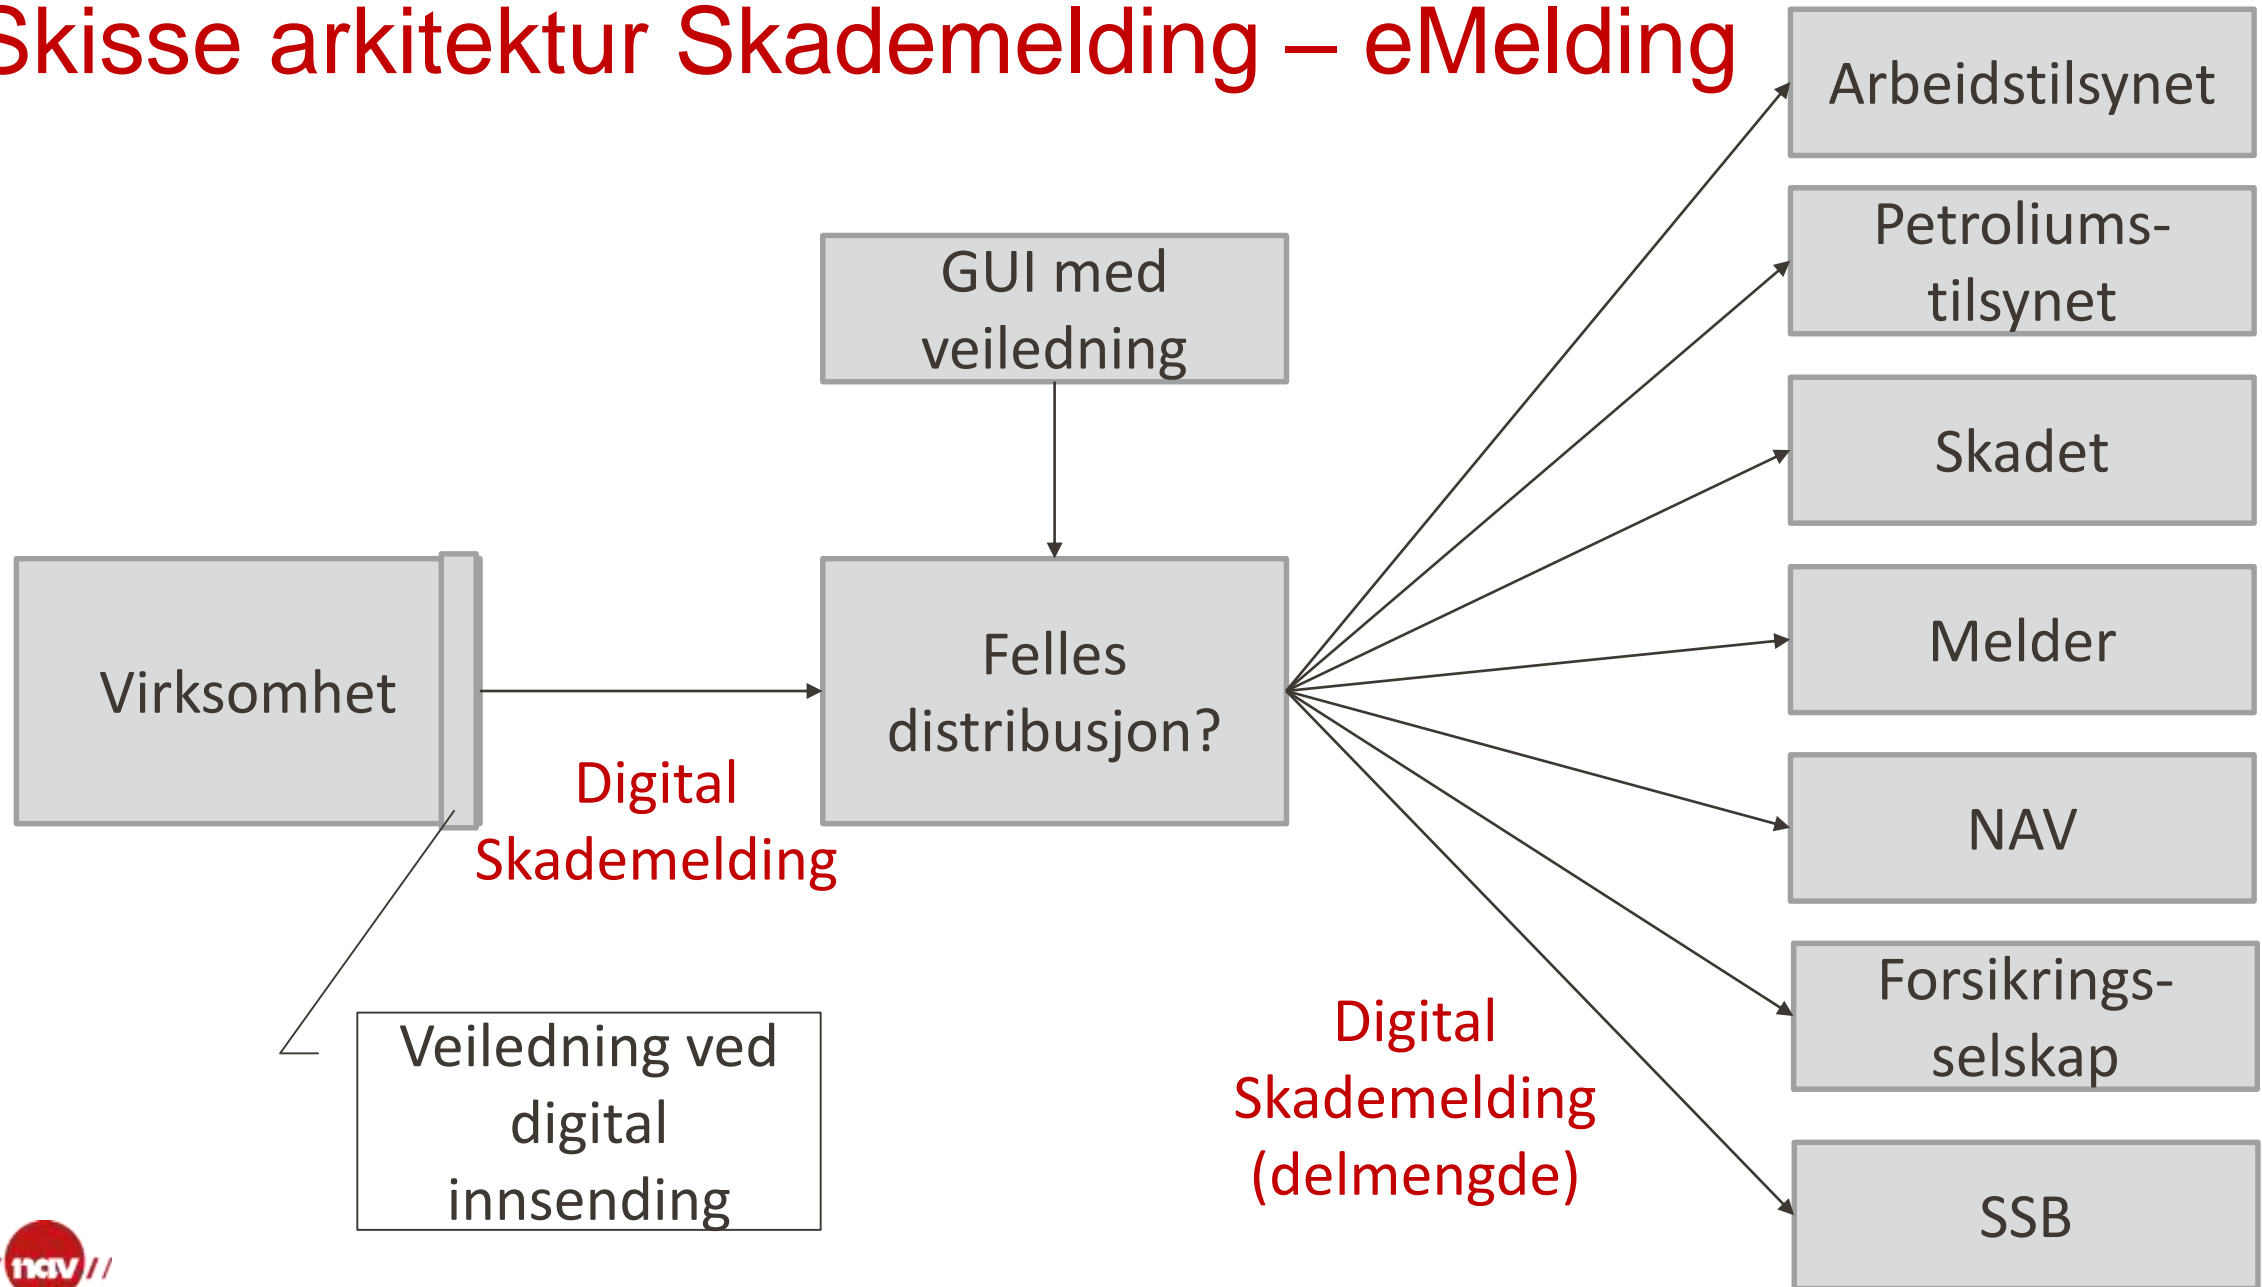 Skisse arkitektur Skademelding – eMelding
Arbeidstilsynet
Petroliums-
tilsynet
GUI med
veiledning
Skadet
Virksomhet
Felles
distribusjon?
Melder
Digital
Skademelding
NAV
Veiledning ved
digital
innsending
Digital
Skademelding
(delmengde)
Forsikrings-
selskap
SSB
nav //